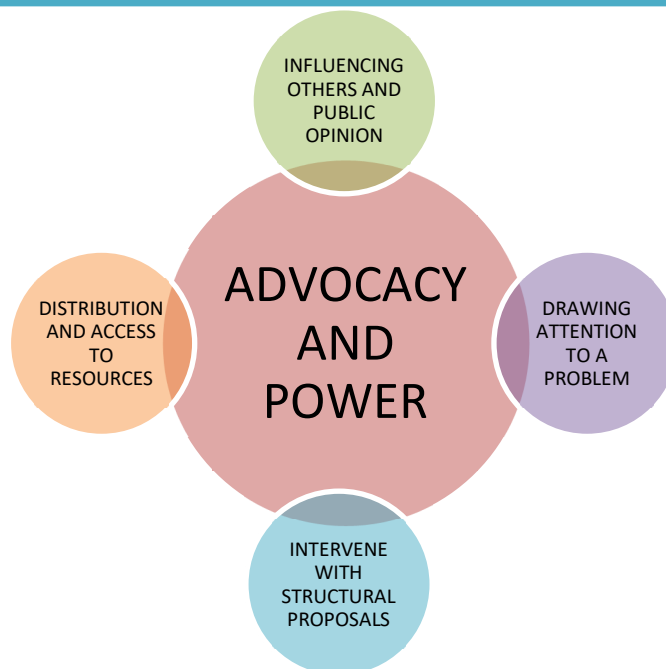 INFLUENCING
OTHERS AND
PUBLIC
OPINION
ADVOCACY
AND
POWER
DISTRIBUTION
AND ACCESS
TO
RESOURCES
DRAWING
ATTENTION
TO A
PROBLEM
INTERVENE
WITH
STRUCTURAL
PROPOSALS